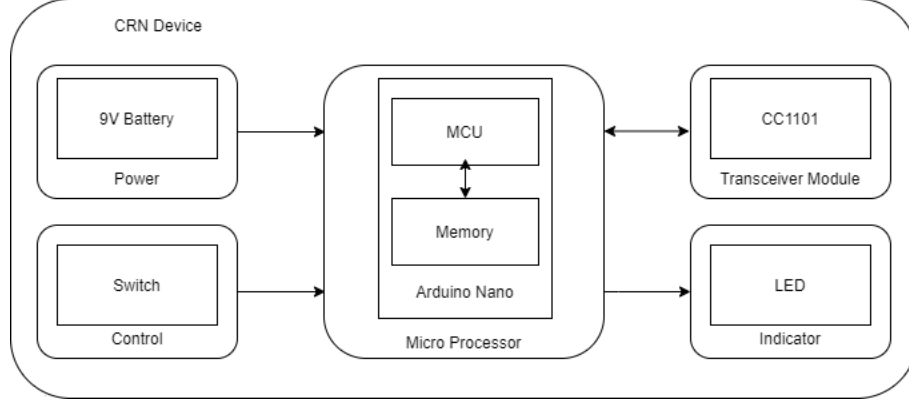 CRN Device
9V Battery
Power
Switch
Control
MCU
Memory
Arduino Nano
Micro Processor
CC1101
Transceiver Module
LED
Indicator